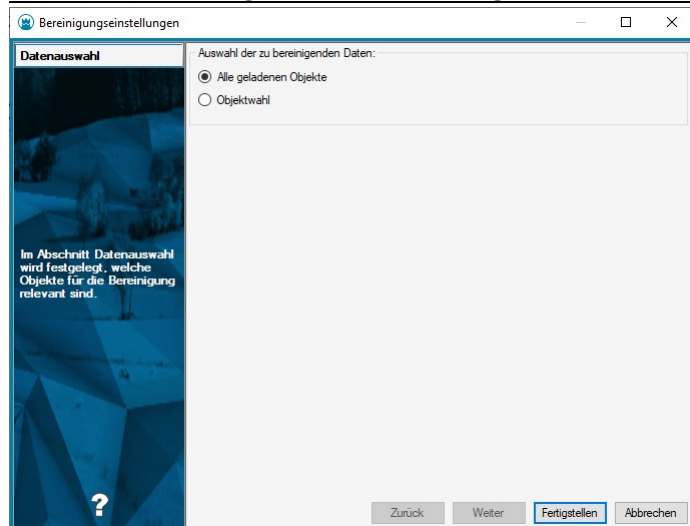 Bereinigungseinstellungen
Datenauswahl
Im Abschnitt Datenauswahl
wird festgelegt, welche
Objekte für die Bereinigung
relevant sind.
?
Auswahl der zu bereinigenden Daten:
Alle geladenen Objekte
Objektwahl
Zurück
Weiter
Fertigstellen
Abbrechen